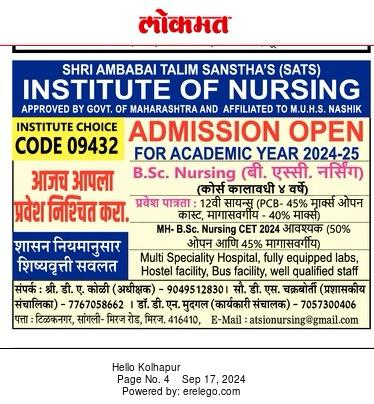 लोकमत
SHRI AMBABAI TALIM SANSTHA'S (SATS)
INSTITUTE OF NURSING
APPROVED BY GOVT. OF MAHARASHTRA AND AFFILIATED TO M.U.H.S. NASHIK
INSTITUTE CHOICE
CODE 09432
ADMISSION OPEN
FOR ACADEMIC YEAR 2024-25
आजच आपला
प्रवेश निश्चित करा.
शासन नियमानुसार
शिष्यवृत्ती सवलत
B.Sc. Nursing (बी. एस्सी. नर्सिंग)
(कोर्स कालावधी ४ वर्षे)
प्रवेश पात्रता : 12वी सायन्स (PCB- 45% मार्क्स ओपन
कास्ट, मागासवर्गीय - 40% मार्क्स)
MH- B.Sc. Nursing CET 2024 आवश्यक (50%
ओपन आणि 45% मागासवर्गीय)
Multi Speciality Hospital, fully equipped labs,
Hostel facility, Bus facility, well qualified staff
संपर्क : श्री. डी. ए. कोळी (अधीक्षक) - 9049512830। सौ. डी. एस. चक्रबोर्ती (प्रशासकीय
संचालिका) - 7767058662 । डॉ. डी. एन. मुदगल (कार्यकारी संचालक) - 7057300406
पत्ता : टिळकनगर, सांगली- मिरज रोड, मिरज. 416410, E-Mail : atsionursing@gmail.com
Hello Kolhapur
Page No. 4 Sep 17, 2024
Powered by: erelego.com